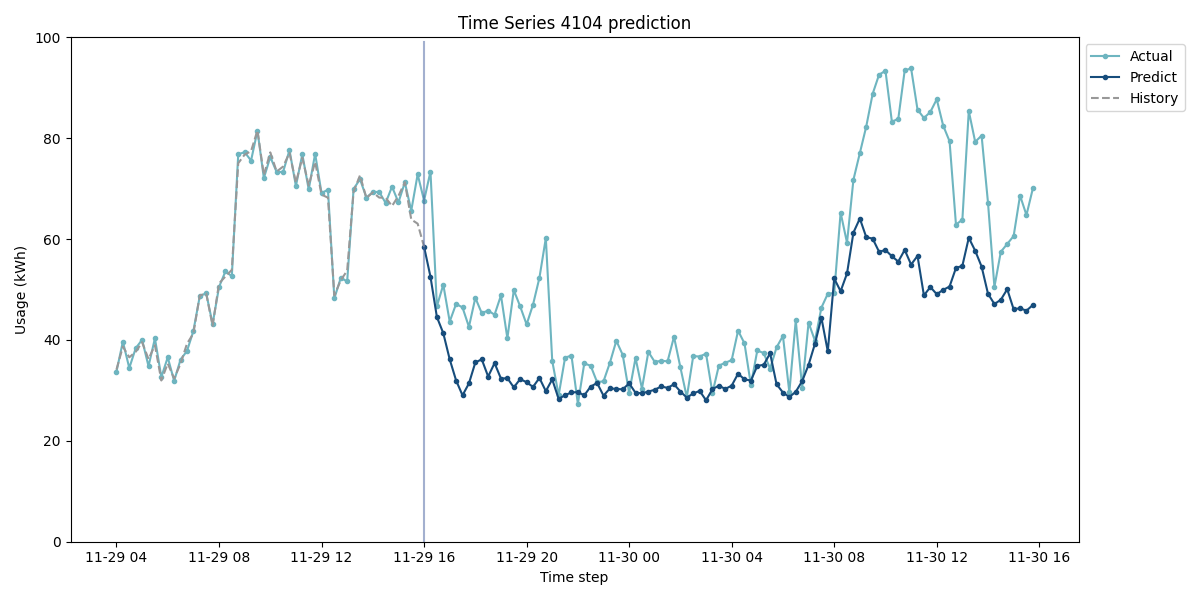 Time Series 4104 prediction
100
80
60
40
20
0
Usage (kWh)
11-29 04
11-29 08
11-29 12
11-29 16
11-29 20
11-30 00
11-30 04
11-30 08
11-30 12
11-30 16
Time step
Actual
Predict
History